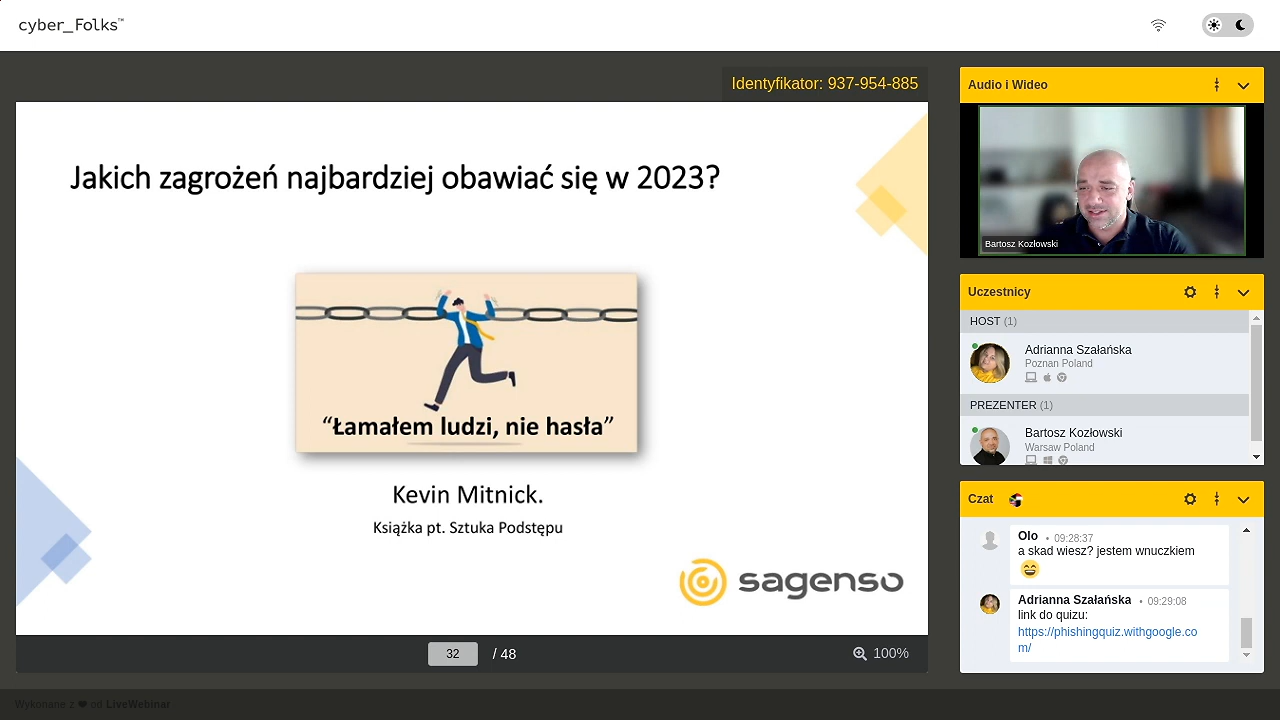 cyber_Folks™
Identyfikator: 937-954-885
Jakich zagrożeń najbardziej obawiać się w 2023?
“Łamałem ludzi, nie hasła”
Kevin Mitnick.
Książka pt. Sztuka Podstępu
sagenso
32 / 48
100%
Audio i Wideo
Bartosz Kozłowski
Uczestnicy
HOST (1)
Adrianna Szałańska
Poznan Poland
PREZENTER (1)
Bartosz Kozłowski
Warsaw Poland
Czat
Olo • 09:28:37
a skad wiesz? jestem wnuczkiem
Adrianna Szałańska • 09:29:08
link do quizu:
https://phishingquiz.withgoogle.co
m/
Wykonane z ❤ od LiveWebinar